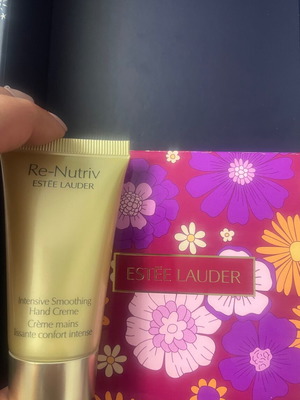 Re-Nutriv
ESTĒE LAUDER
Intensive Smoothing
Hand Creme
Crème mains
lissante confort intense
ESTĒE LAUDER